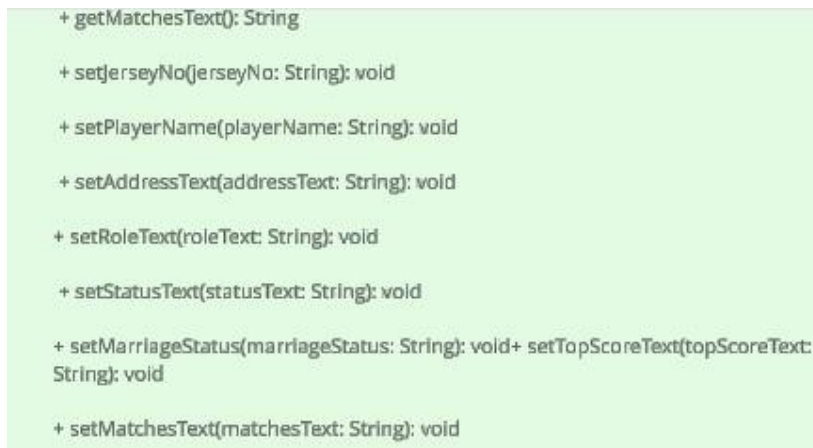 + getMatchesText(): String
+ setJerseyNo(jerseyNo: String): void
+ setPlayerName(playerName: String): void
+ setAddressText(addressText: String): void
+ setRoleText(roleText: String): void
+ setStatusText(statusText: String): void
+ setMarriageStatus(marriageStatus: String): void+ setTopScoreText(topScoreText:
String): void
+ setMatchesText(matchesText: String): void